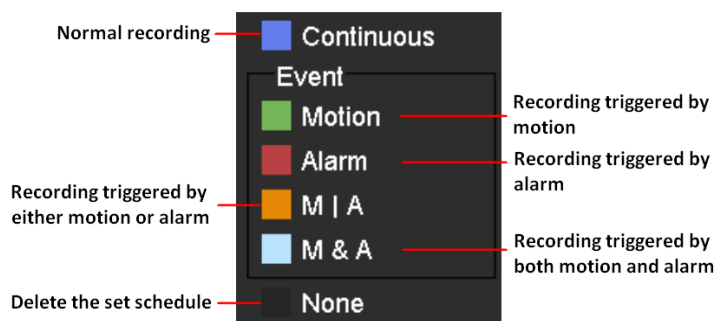 Normal recording
Continuous
Event
Motion
Recording triggered by
motion
Alarm
Recording triggered by
alarm
Recording triggered by
either motion or alarm
M | A
M & A
Recording triggered by
both motion and alarm
Delete the set schedule
None